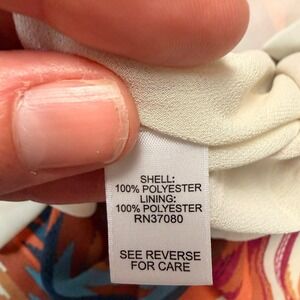 SHELL:
100% POLYESTER
LINING:
100% POLYESTER
RN37080
SEE REVERSE
FOR CARE